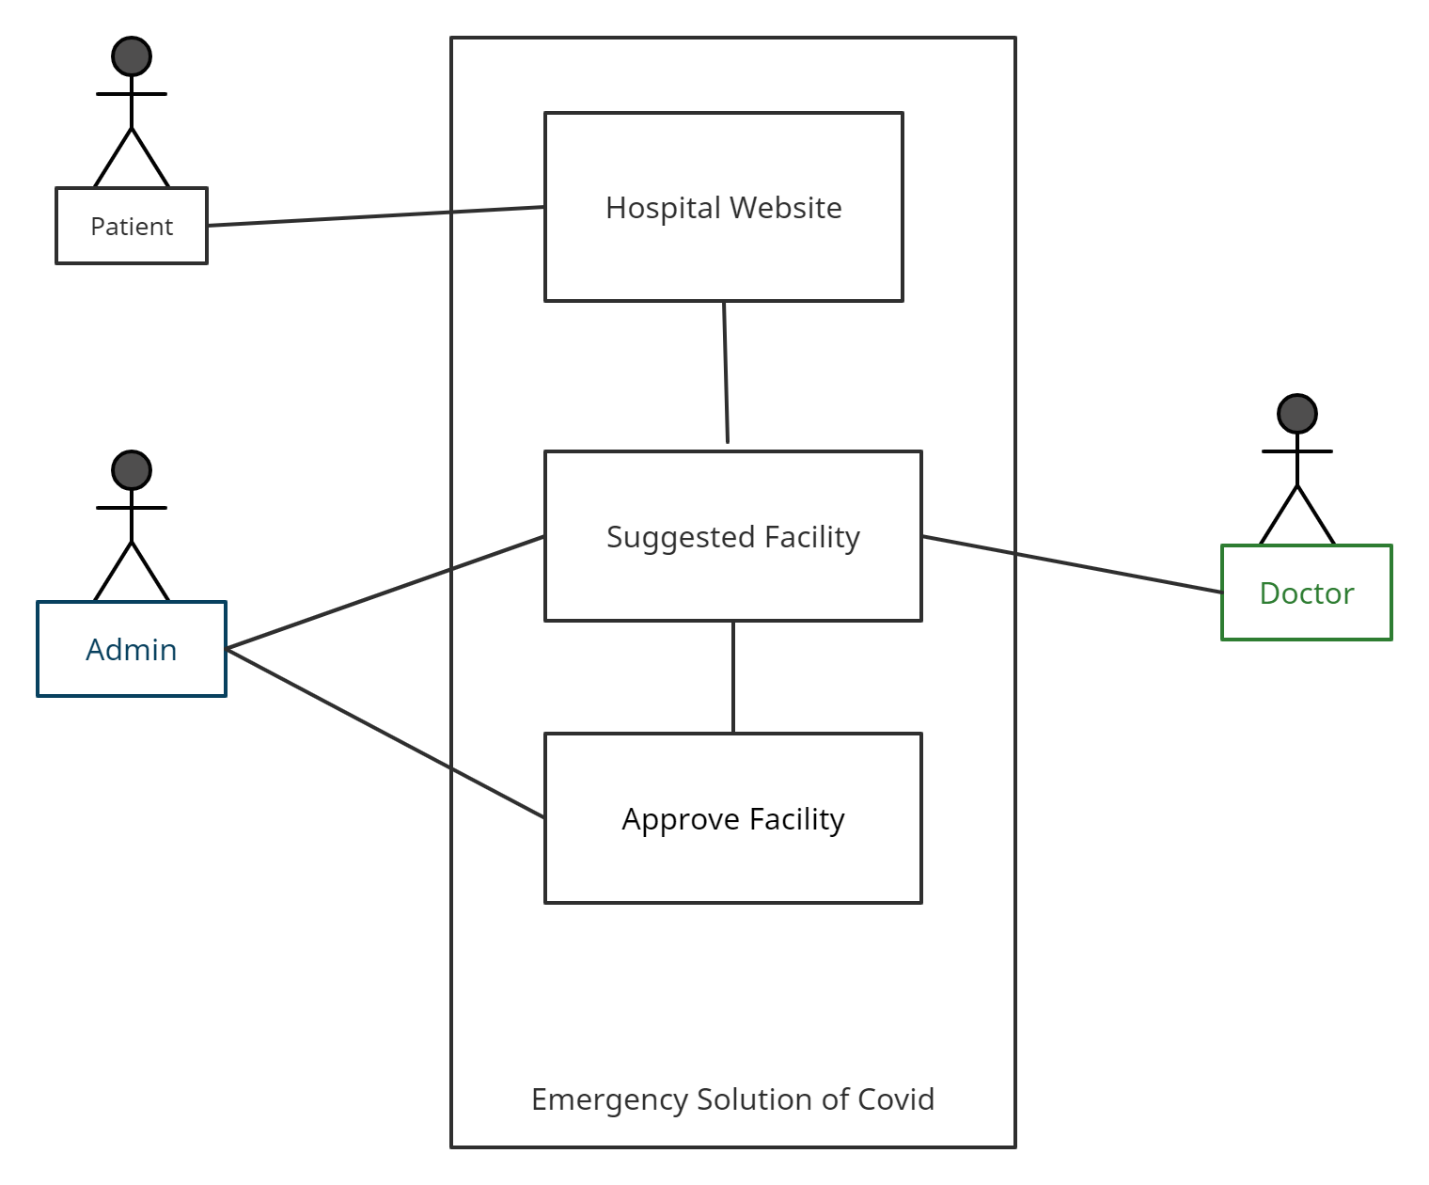 Patient
Hospital Website
Suggested Facility
Doctor
Admin
Approve Facility
Emergency Solution of Covid